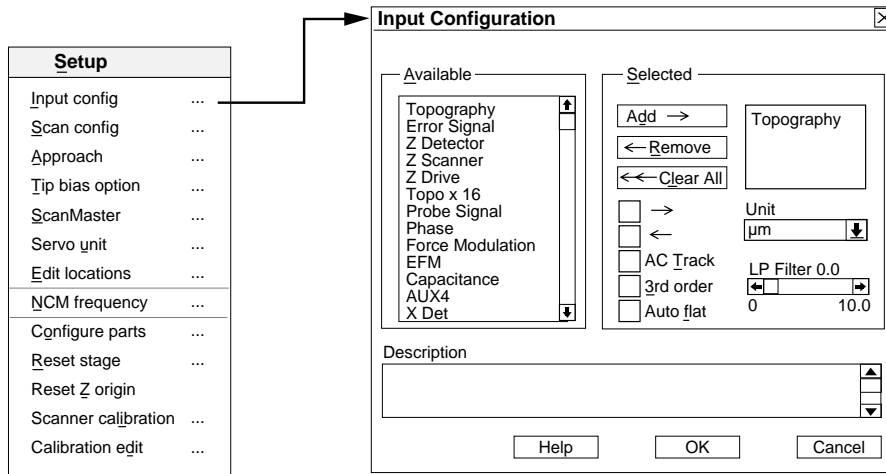 Setup
Input config ...
Scan config ...
Approach ...
Tip bias option ...
ScanMaster ...
Servo unit ...
Edit locations ...
NCM frequency ...
Configure parts ...
Reset stage ...
Reset Z origin
Scanner calibration ...
Calibration edit ...
Input Configuration
Available
Topography
Error Signal
Z Detector
Z Scanner
Z Drive
Topo x 16
Probe Signal
Phase
Force Modulation
EFM
Capacitance
AUX4
X Det
Selected
Add →
← Remove
←← Clear All
→
←
AC Track
3rd order
Auto flat
Topography
Unit
µm
LP Filter 0.0
0 10.0
Description
Help OK Cancel